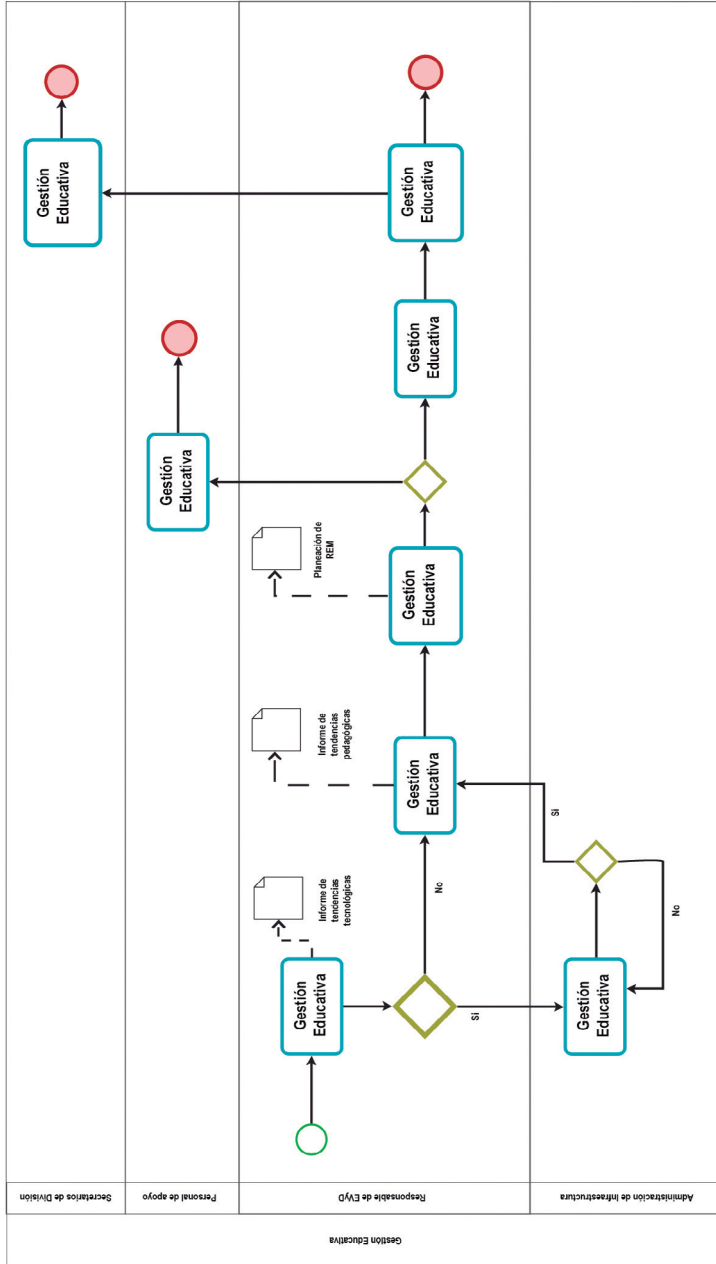 Gestión Educativa
Secretarios de División
Personal de apoyo
Responsable de EVyD
Administración de Infraestructura
Gestión
Educativa
Gestión
Educativa
Planeación de
REM
Informe de
tendencias
pedagógicas
Informe de
tendencias
tecnológicas
Gestión
Educativa
No
Sí
Gestión
Educativa
Gestión
Educativa
Gestión
Educativa
Gestión
Educativa
Gestión
Educativa
Sí
No